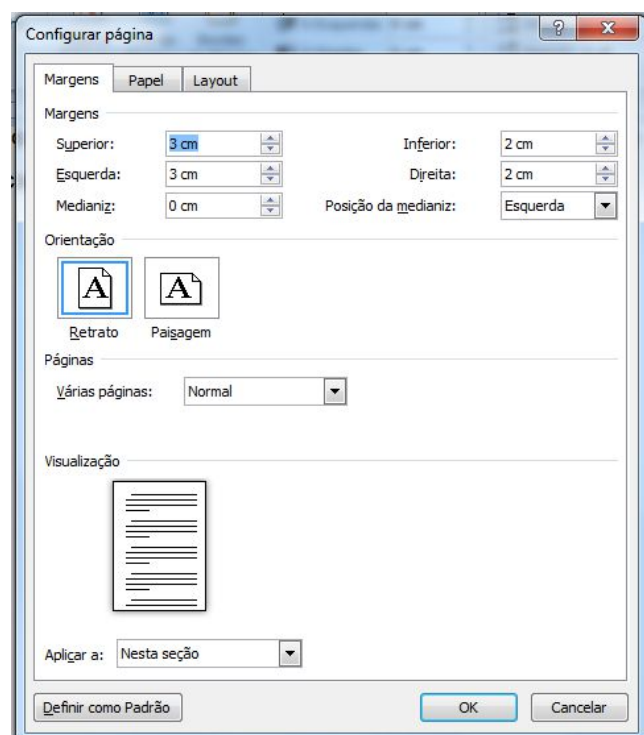 Configurar página
?
Margens Papel Layout
Margens
Superior: 3 cm Inferior: 2 cm
Esquerda: 3 cm Direita: 2 cm
Medianiz: 0 cm Posição da medianiz: Esquerda
Orientação
A A
Retrato Paisagem
Páginas
Várias páginas: Normal
Visualização
Aplicar a: Nesta seção
Definir como Padrão OK Cancelar